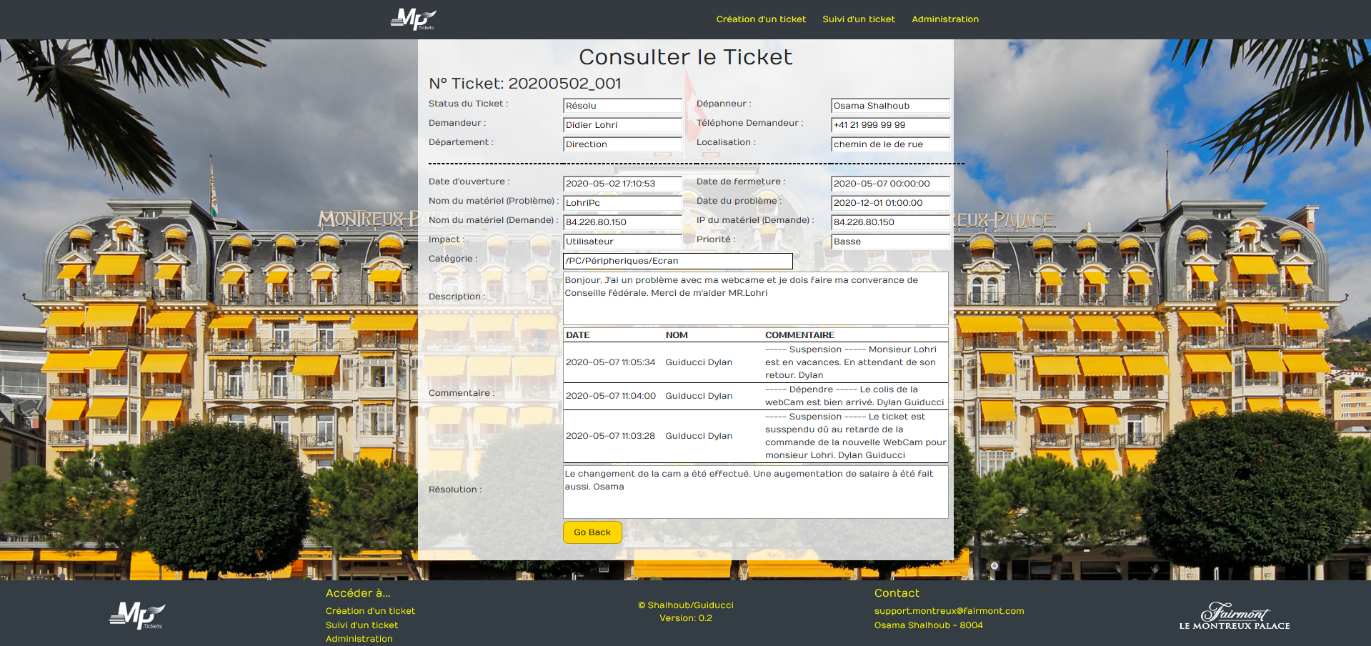 Mp
Tickets
Création d'un ticket Suivi d'un ticket Administration
Consulter le Ticket
N° Ticket: 20200502_001
Status du Ticket : Résolu Dépanneur : Osama Shalhoub
Demandeur : Didier Lohri Téléphone Demandeur : +41 21 999 99 99
Département : Direction Localisation : chemin de le de rue
Date d'ouverture : 2020-05-02 17:10:53 Date de fermeture : 2020-05-07 00:00:00
Nom du matériel (Problème) : LohriPc Date du problème : 2020-12-01 01:00:00
Nom du matériel (Demande) : 84.226.80.150 IP du matériel (Demande) : 84.226.80.150
Impact : Utilisateur Priorité : Basse
Catégorie : /PC/Péripheriques/Ecran
Description :
Bonjour, J'ai un problème avec ma webcame et je dois faire ma converance de
Conseille fédérale. Merci de m'aider MR.Lohri
Commentaire :
DATE NOM COMMENTAIRE
2020-05-07 11:05:34 Guiducci Dylan ----- Suspension ----- Monsieur Lohri
est en vacances. En attendant de son
retour. Dylan
2020-05-07 11:04:00 Guiducci Dylan ----- Dépendre ----- Le colis de la
webCam est bien arrivé. Dylan Guiducci
2020-05-07 11:03:28 Guiducci Dylan ----- Suspension ----- Le ticket est
susspendu dû au retarde de la
commande de la nouvelle WebCam pour
monsieur Lohri. Dylan Guiducci
Résolution :
Le changement de la cam a été effectué. Une augementation de salaire à été fait
aussi. Osama
Go Back
MONTREUX-P
EUX-PALACE
Mp
Tickets
Accéder à...
Création d'un ticket
Suivi d'un ticket
Administration
© Shalhoub/Guiducci
Version: 0.2
Contact
support.montreux@fairmont.com
Osama Shalhoub - 8004
Fairmont
LE MONTREUX PALACE